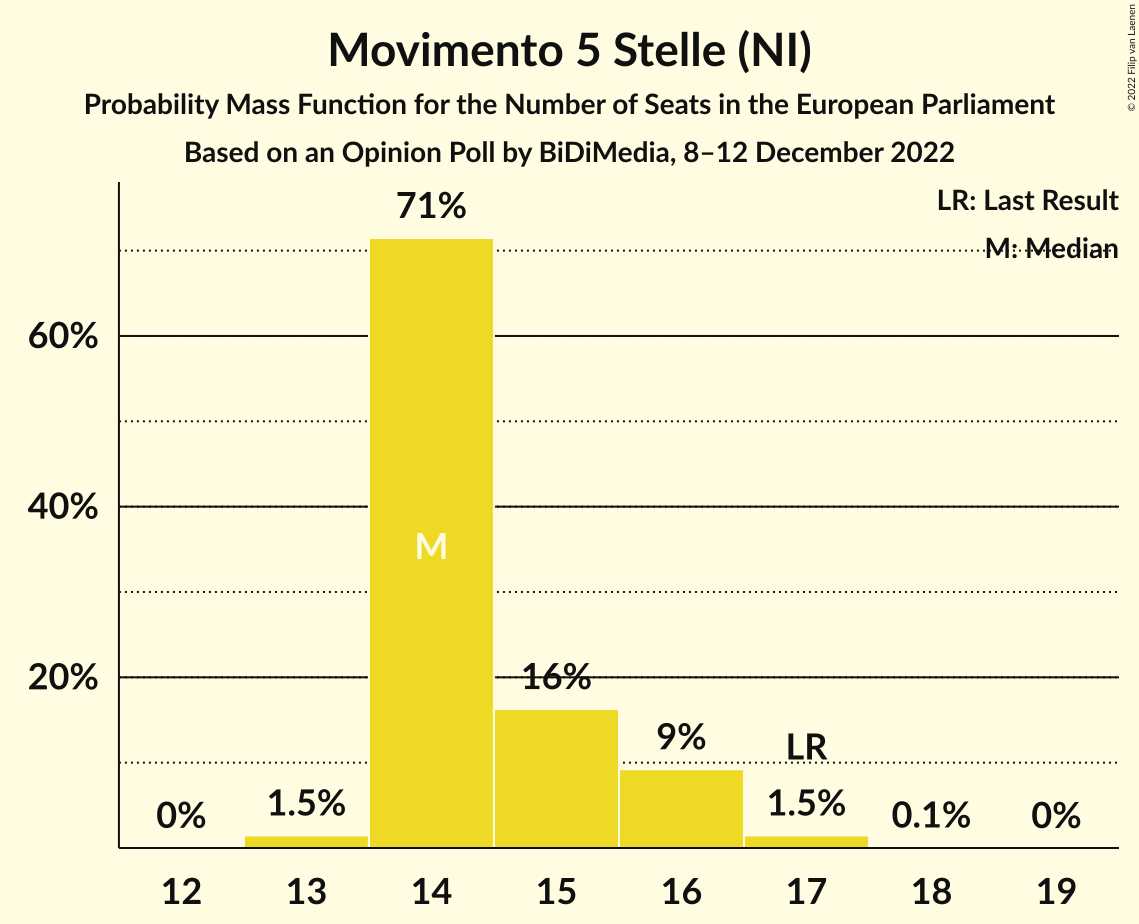 Movimento 5 Stelle (NI)
Probability Mass Function for the Number of Seats in the European Parliament
Based on an Opinion Poll by BiDiMedia, 8–12 December 2022
© 2022 Filip van Laenen
LR: Last Result
M: Median
71%
60%
40%
M
20%
16%
9%
LR
0%
1.5%
1.5%
0.1%
0%
12 13 14 15 16 17 18 19